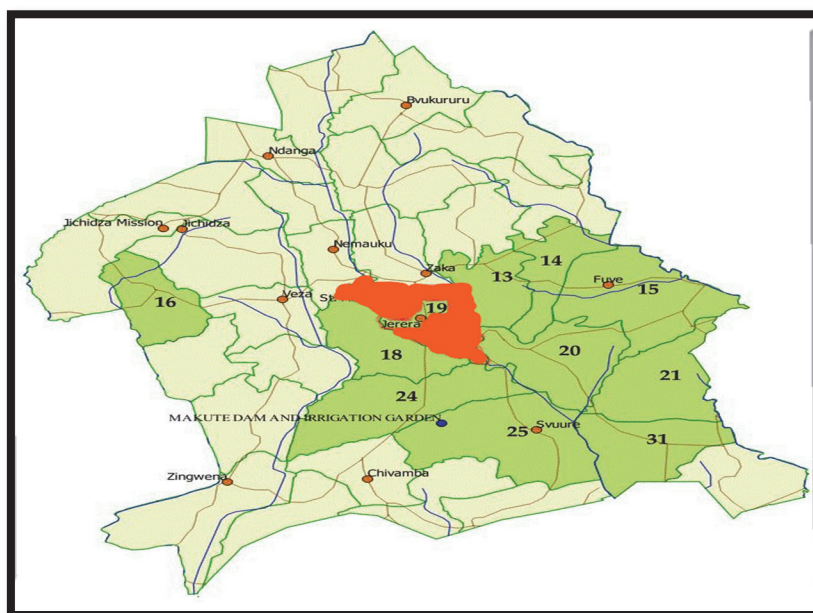 Bvukururu
Ndanga
Jichidza Mission
Jichidza
Nemauku
Zaka
13
14
Fuve
15
16
Veza
St.
19
Jerera
18
20
21
24
MAKUTE DAM AND IRRIGATION GARDEN
25
Svuure
31
Zingwena
Chivamba